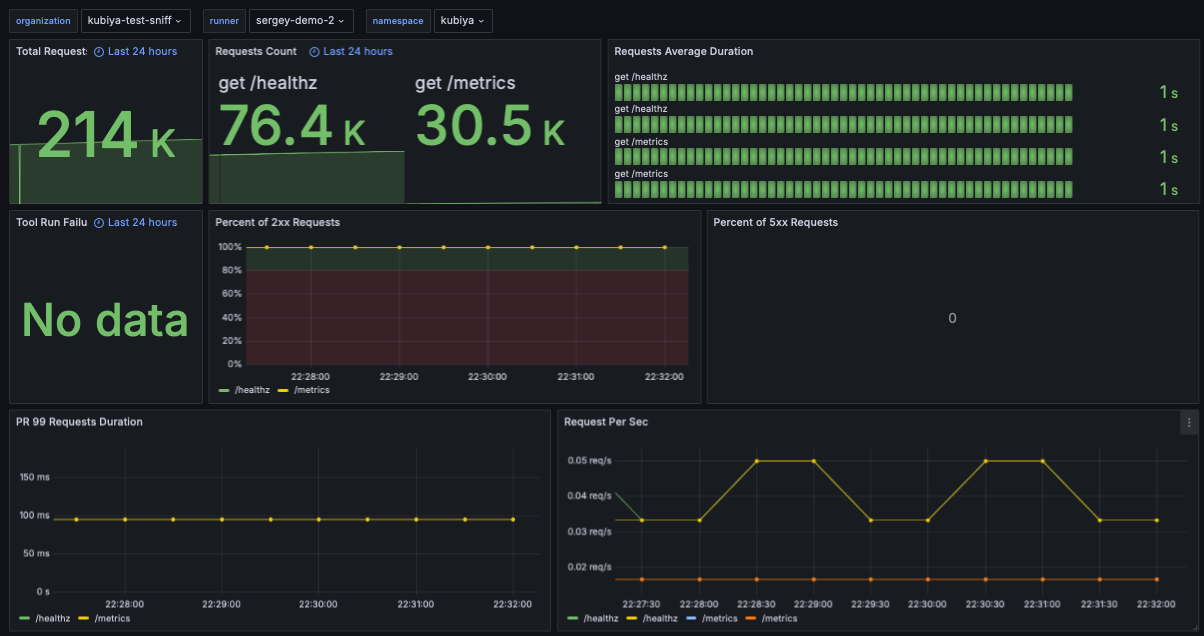 organization kubiya-test-sniff runner sergey-demo-2 namespace kubiya
Total Request Last 24 hours
214 K
Requests Count Last 24 hours
get /healthz get /metrics
76.4 K 30.5 K
Requests Average Duration
get /healthz
1 s
get /healthz
1 s
get /metrics
1 s
get /metrics
1 s
Tool Run Failu Last 24 hours
No data
Percent of 2xx Requests
100%
80%
60%
40%
20%
0%
22:28:00 22:29:00 22:30:00 22:31:00 22:32:00
/healthz /metrics
Percent of 5xx Requests
0
PR 99 Requests Duration
150 ms
100 ms
50 ms
0 s
22:28:00 22:29:00 22:30:00 22:31:00 22:32:00
/healthz /metrics
Request Per Sec
0.05 req/s
0.04 req/s
0.03 req/s
0.02 req/s
22:27:30 22:28:00 22:28:30 22:29:00 22:29:30 22:30:00 22:30:30 22:31:00 22:31:30 22:32:00
/healthz /healthz /metrics /metrics